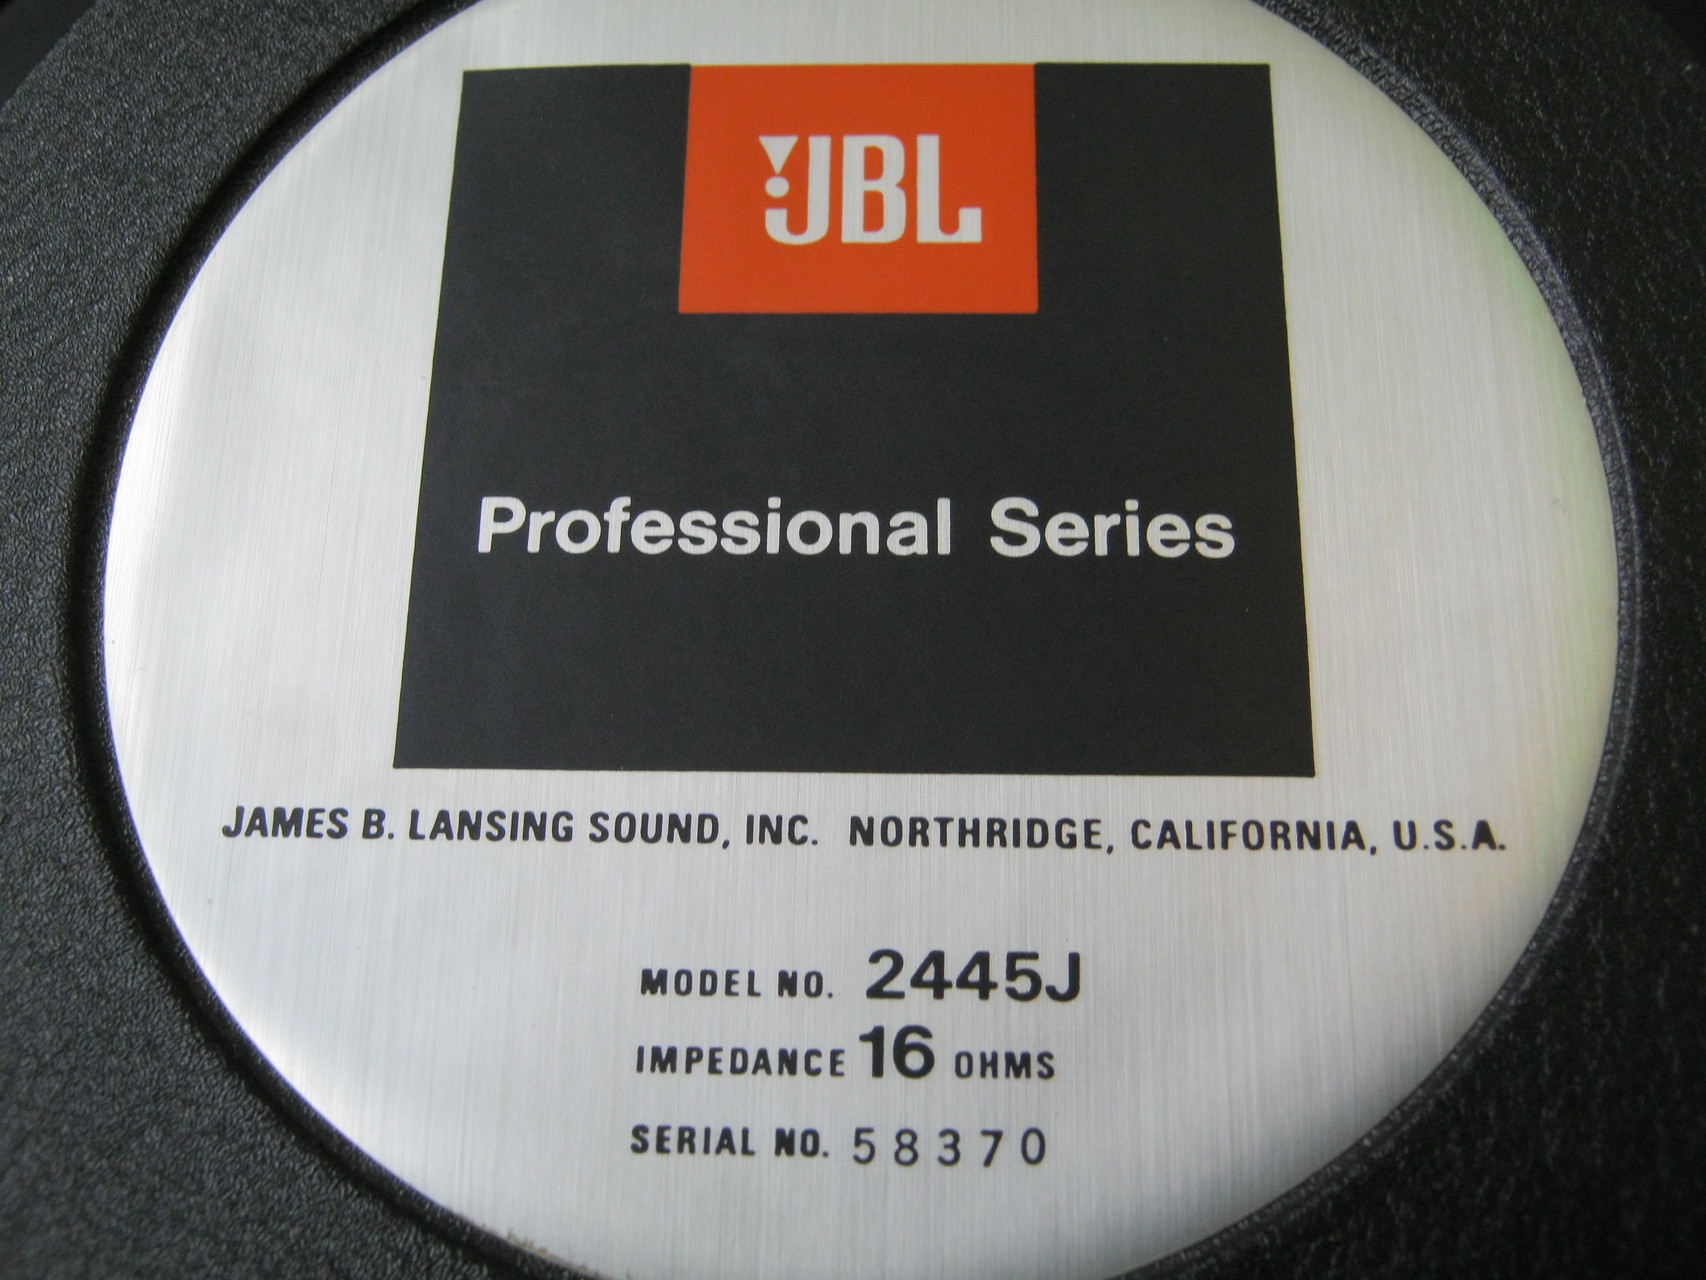 JBL
Professional Series
JAMES B. LANSING SOUND, INC. NORTHRIDGE, CALIFORNIA, U.S.A.
MODEL NO. 2445J
IMPEDANCE 16 OHMS
SERIAL NO. 58370